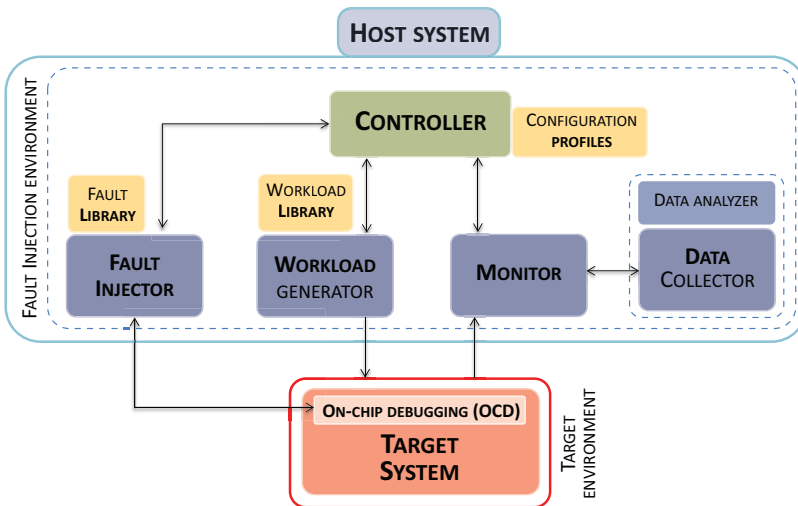 HOST SYSTEM
FAULT INJECTION ENVIRONMENT
CONTROLLER
CONFIGURATION
PROFILES
FAULT
LIBRARY
WORKLOAD
LIBRARY
DATA ANALYZER
FAULT
INJECTOR
WORKLOAD
GENERATOR
MONITOR
DATA
COLLECTOR
ON-CHIP DEBUGGING (OCD)
TARGET
SYSTEM
TARGET
ENVIRONMENT